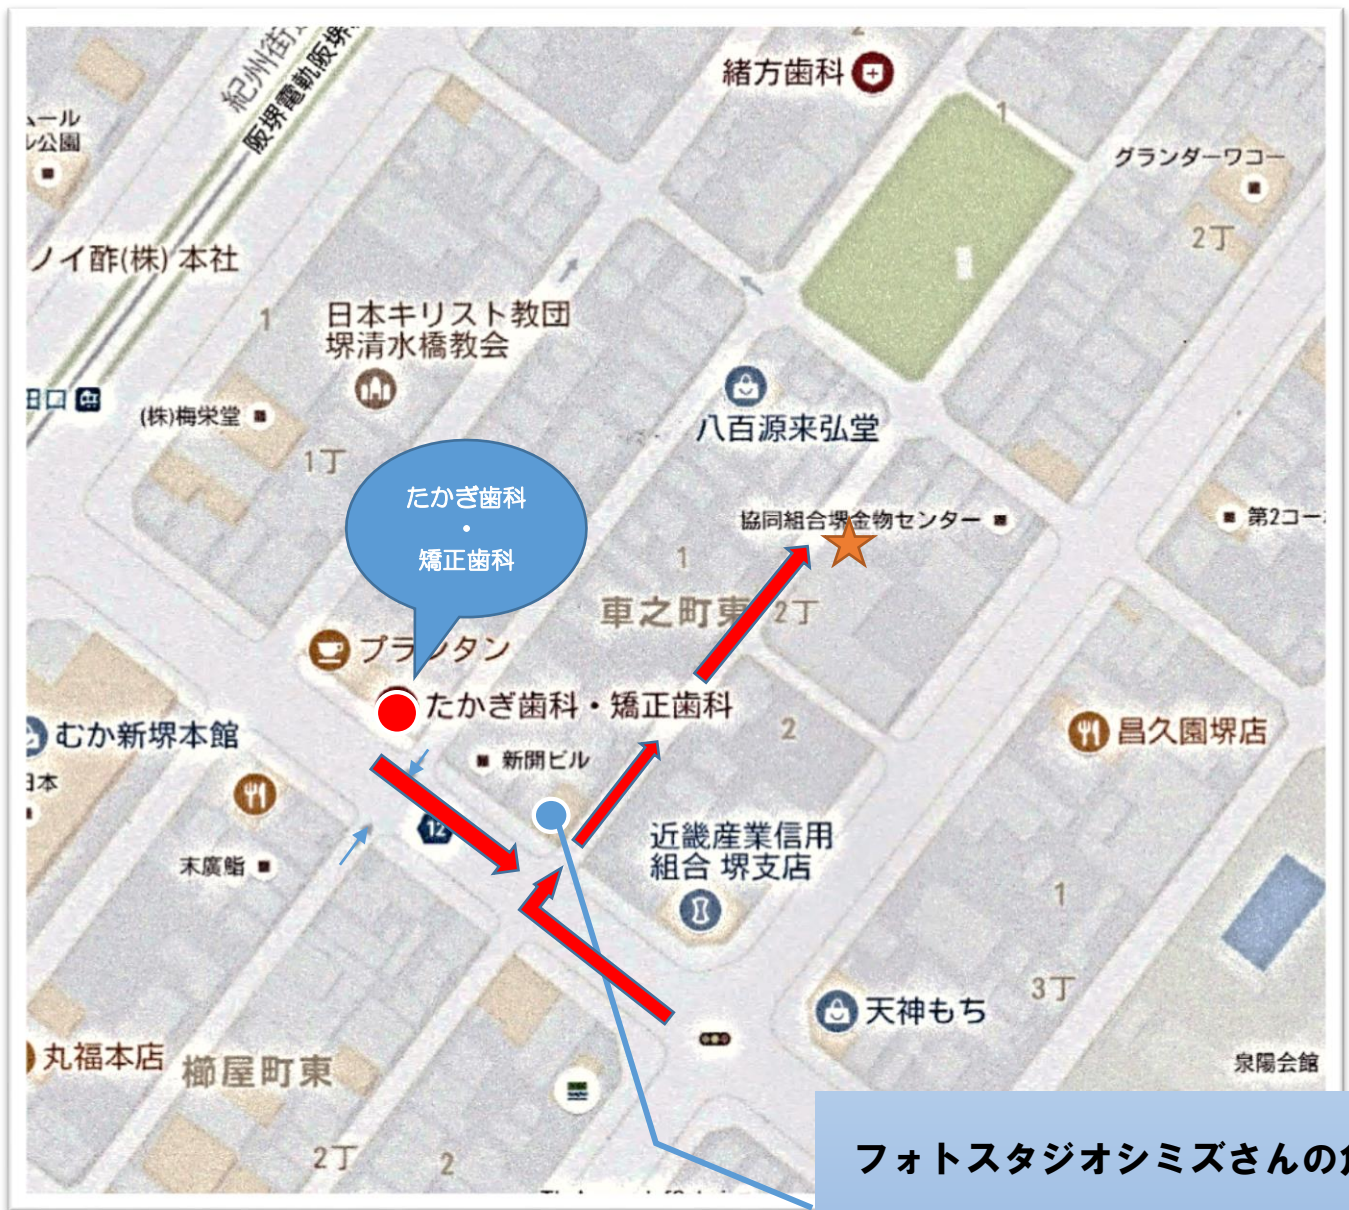 緒方歯科
紀州街
阪堺電軌阪堺
ムール
ル公園
2
1
グランダーワコー
2丁
ノイ酢(株) 本社
1
日本キリスト教団
堺清水橋教会
(株)梅栄堂
八百源来弘堂
1丁
たかぎ歯科
・
矯正歯科
協同組合堺金物センター
第2コー
1
車之町東
2丁
プランタン
たかぎ歯科・矯正歯科
2
むか新堺本館
新開ビル
昌久園堺店
日本
12
近畿産業信用
組合 堺支店
末廣鮨
1
天神もち
3丁
丸福本店
櫛屋町東
泉陽会館
2丁
2
フォトスタジオシミズさんの